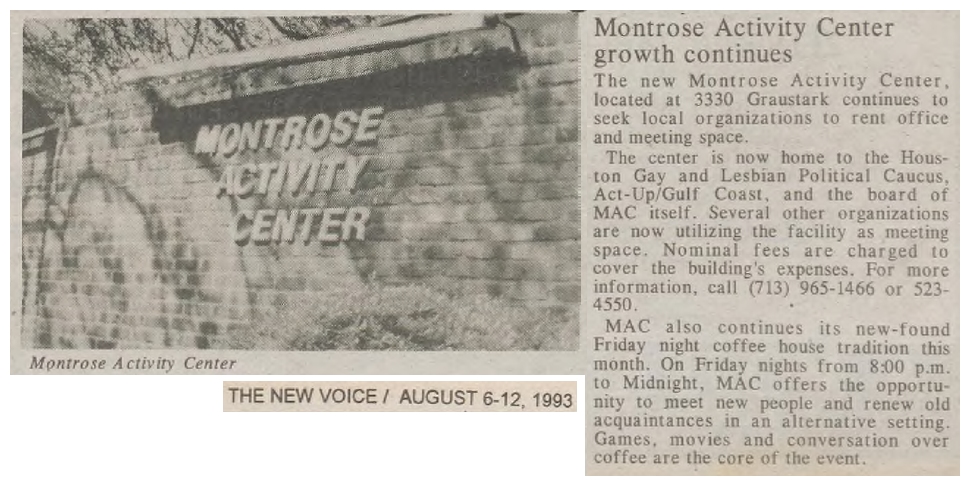 MONTROSE
ACTIVITY
CENTER
Montrose Activity Center
THE NEW VOICE / AUGUST 6-12, 1993
Montrose Activity Center
growth continues
The new Montrose Activity Center,
located at 3330 Graustark continues to
seek local organizations to rent office
and meeting space.
The center is now home to the Hous-
ton Gay and Lesbian Political Caucus,
Act-Up/Gulf Coast, and the board of
MAC itself. Several other organizations
are now utilizing the facility as meeting
space. Nominal fees are charged to
cover the building's expenses. For more
information, call (713) 965-1466 or 523-
4550.
MAC also continues its new-found
Friday night coffee house tradition this
month. On Friday nights from 8:00 p.m.
to Midnight, MAC offers the opportu-
nity to meet new people and renew old
acquaintances in an alternative setting.
Games, movies and conversation over
coffee are the core of the event.